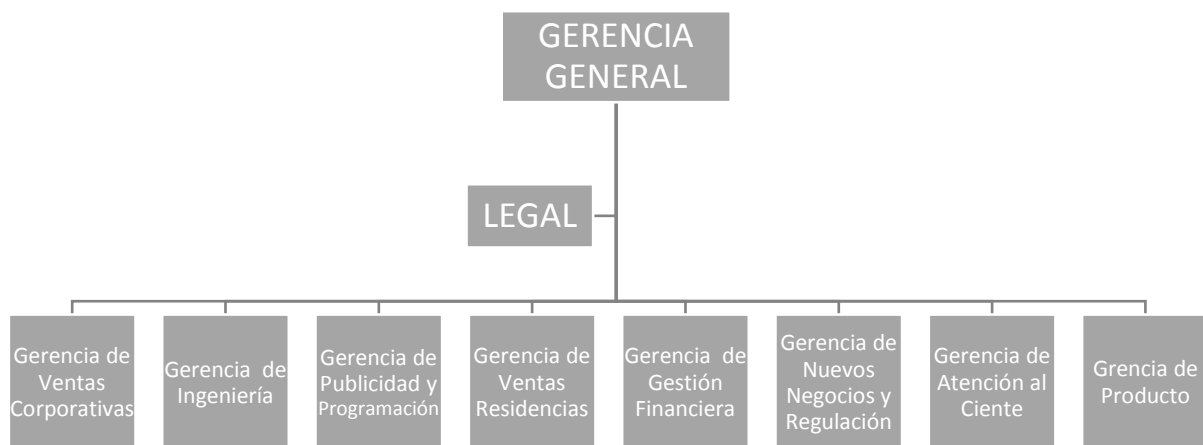 GERENCIA
GENERAL
LEGAL
Gerencia de
Ventas
Corporativas
Gerencia de
Ingeniería
Gerencia de
Publicidad y
Programación
Gerencia de
Ventas
Residencias
Gerencia de
Gestión
Financiera
Gerencia de
Nuevos
Negocios y
Regulación
Gerencia de
Atención al
Ciente
Grencia de
Producto